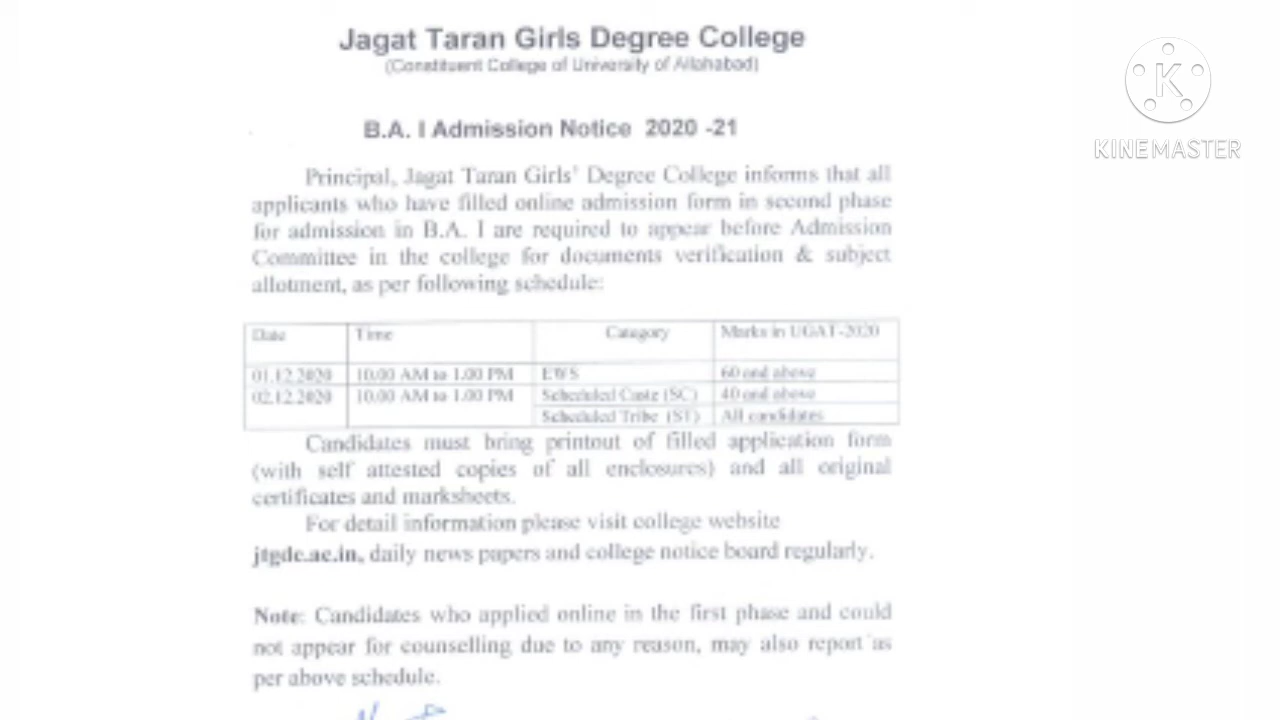 Jagat Taran Girls Degree College
(Constituent College of University of Allahabad)
K
KINEMASTER
B.A. I Admission Notice 2020 -21
Principal, Jagat Taran Girls' Degree College informs that all
applicants who have filled online admission form in second phase
for admission in B.A. I are required to appear before Admission
Committee in the college for documents verification & subject
allotment, as per following schedule:
Date Time Category Marks in UGAT-2020
01.12.2020 10.00 AM to 1.00 PM EWS 60 and above
02.12.2020 10.00 AM to 1.00 PM Scheduled Caste (SC) 40 and above
Scheduled Tribe (ST) All candidates
Candidates must bring printout of filled application form
(with self attested copies of all enclosures) and all original
certificates and marksheets.
For detail information please visit college website
jtgdc.ac.in, daily news papers and college notice board regularly.
Note: Candidates who applied online in the first phase and could
not appear for counselling due to any reason, may also report as
per above schedule.